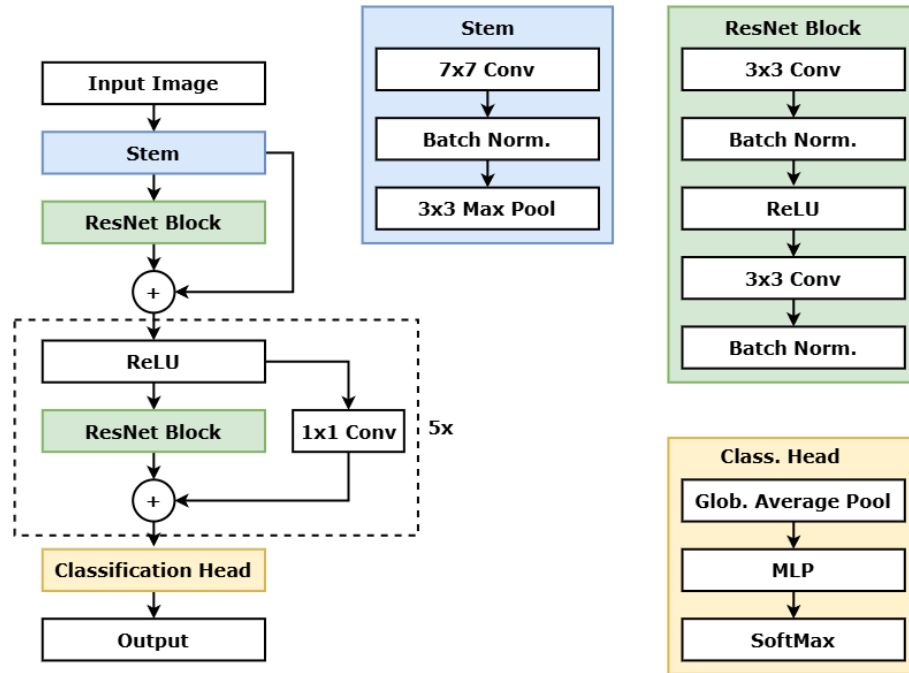 Input Image
Stem
ResNet Block
+
ReLU
ResNet Block
1x1 Conv
+
5x
Classification Head
Output
Stem
7x7 Conv
Batch Norm.
3x3 Max Pool
ResNet Block
3x3 Conv
Batch Norm.
ReLU
3x3 Conv
Batch Norm.
Class. Head
Glob. Average Pool
MLP
SoftMax